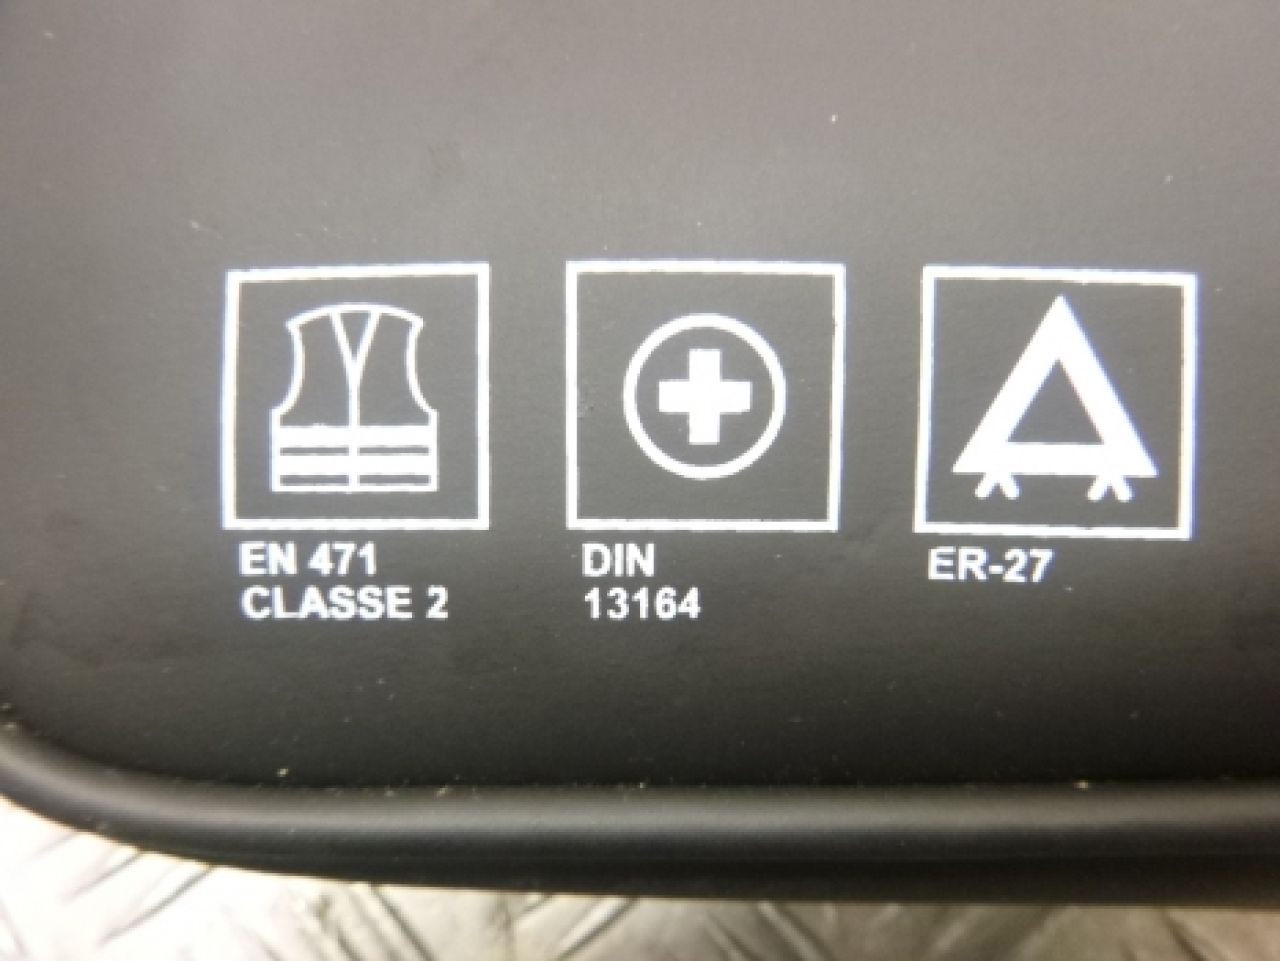 EN 471
CLASSE 2
DIN
13164
ER-27